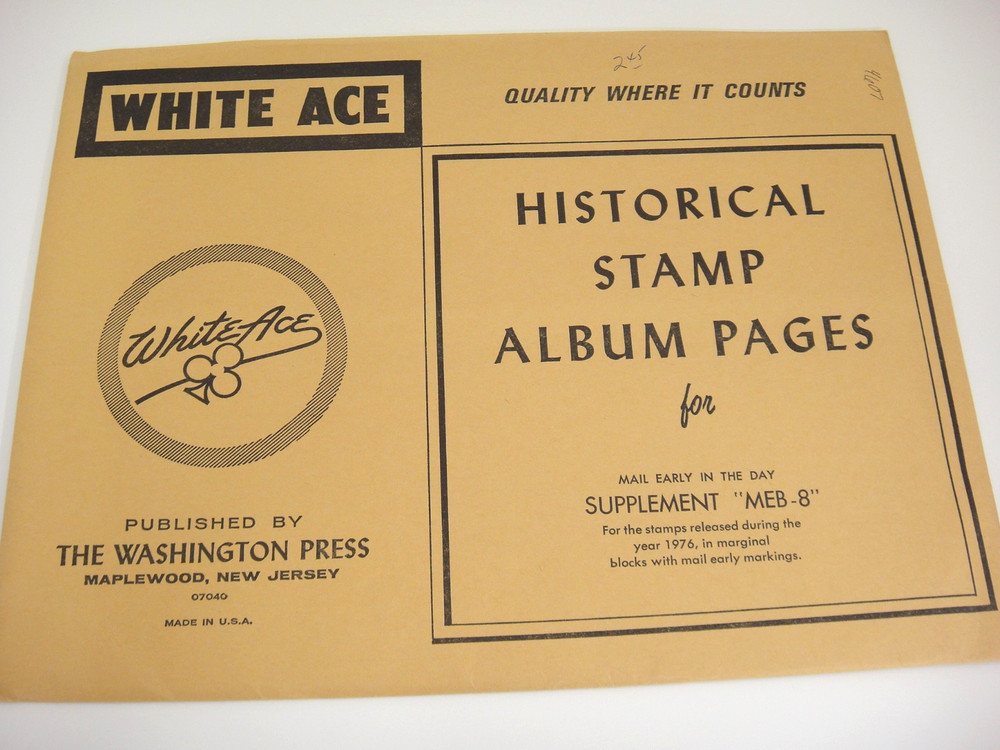 WHITE ACE
245
QUALITY WHERE IT COUNTS
4607
White Ace
PUBLISHED BY
THE WASHINGTON PRESS
MAPLEWOOD, NEW JERSEY
07040
MADE IN U.S.A.
HISTORICAL
STAMP
ALBUM PAGES
for
MAIL EARLY IN THE DAY
SUPPLEMENT "MEB-8"
For the stamps released during the
year 1976, in marginal
blocks with mail early markings.